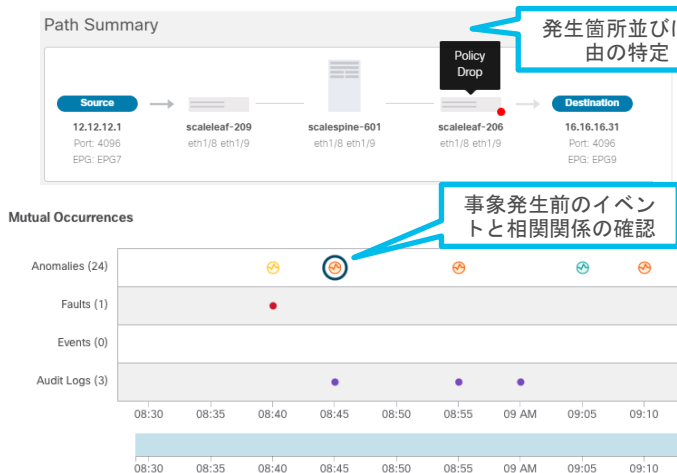 Path Summary
発生箇所並びに
由の特定
Policy
Drop
Source
Destination
12.12.12.1
scaleleaf-209
scalespine-601
scaleleaf-206
16.16.16.31
Port: 4096
eth1/8 eth1/9
eth1/8 eth1/9
eth1/8 eth1/9
Port: 4096
EPG: EPG7
EPG: EPG9
事象発生前のイベン
トと相関関係の確認
Mutual Occurrences
Anomalies (24)
Faults (1)
Events (0)
Audit Logs (3)
08:30 08:35 08:40 08:45 08:50 08:55 09 AM 09:05 09:10
08:30 08:35 08:40 08:45 08:50 08:55 09 AM 09:05 09:10